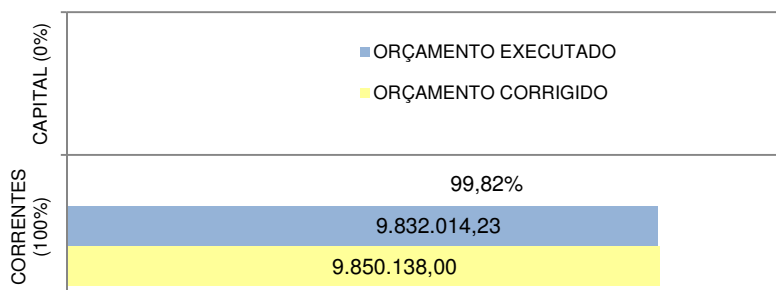 CAPITAL (0%)
ORÇAMENTO EXECUTADO
ORÇAMENTO CORRIGIDO
CORRENTES
(100%)
99,82%
9.832.014,23
9.850.138,00